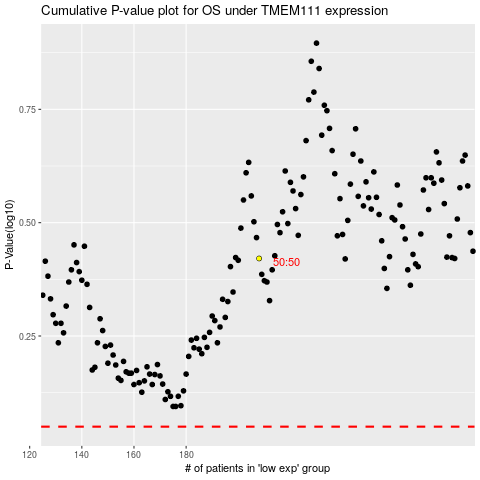 Cumulative P-value plot for OS under TMEM111 expression
P-Value(log10)
0.75
0.50
0.25
50:50
120 140 160 180
# of patients in 'low exp' group